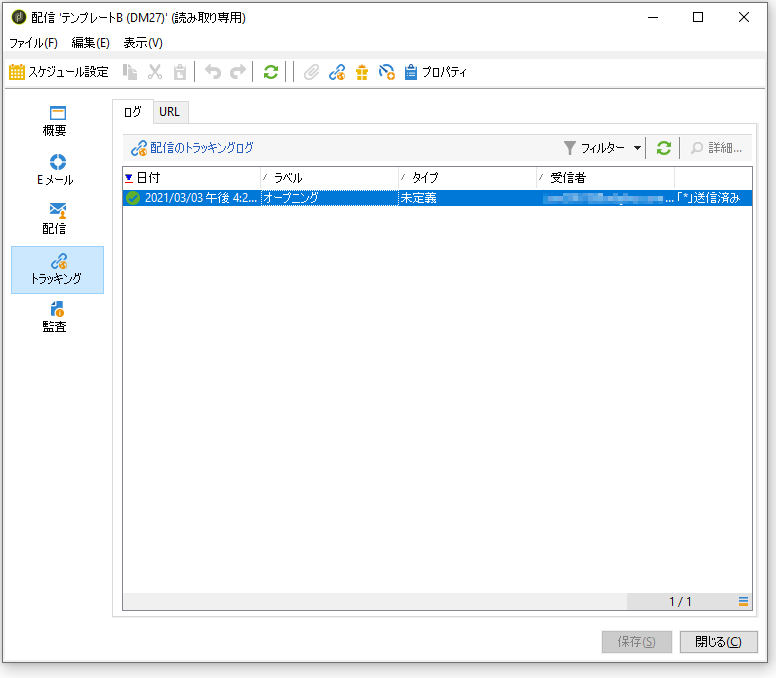 配信 'テンプレートB (DM27)' (読み取り専用)
ファイル(F) 編集(E) 表示(V)
スケジュール設定 プロパティ
概要
Eメール
配信
トラッキング
監査
ログ URL
配信のトラッキングログ フィルター 詳細...
日付 ラベル タイプ 受信者
2021/03/03 午後 4:2... オープニング 未定義 ... 「*」送信済み
1 / 1
保存(S) 閉じる(C)